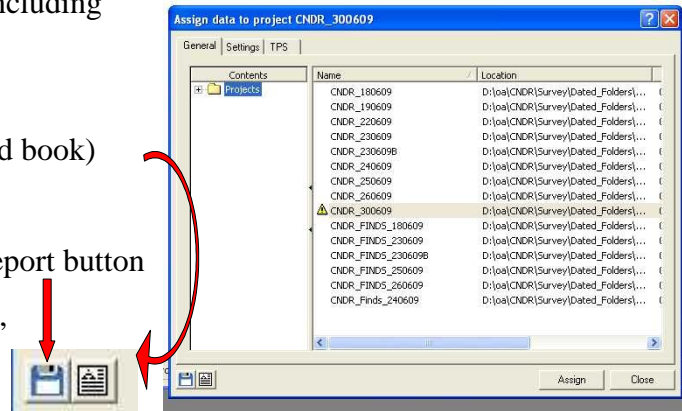 ncluding
d book)
eport button
,
Assign data to project CNDR_300609
General Settings TPS
Contents Name Location
Projects
CNDR_180609 D:\oa\CNDR\Survey\Dated_Folders\...
CNDR_190609 D:\oa\CNDR\Survey\Dated_Folders\...
CNDR_220609 D:\oa\CNDR\Survey\Dated_Folders\...
CNDR_230609 D:\oa\CNDR\Survey\Dated_Folders\...
CNDR_230609B D:\oa\CNDR\Survey\Dated_Folders\...
CNDR_240609 D:\oa\CNDR\Survey\Dated_Folders\...
CNDR_250609 D:\oa\CNDR\Survey\Dated_Folders\...
CNDR_260609 D:\oa\CNDR\Survey\Dated_Folders\...
CNDR_300609 D:\oa\CNDR\Survey\Dated_Folders\...
CNDR_FINDS_180609 D:\oa\CNDR\Survey\Dated_Folders\...
CNDR_FINDS_230609 D:\oa\CNDR\Survey\Dated_Folders\...
CNDR_FINDS_230609B D:\oa\CNDR\Survey\Dated_Folders\...
CNDR_FINDS_250609 D:\oa\CNDR\Survey\Dated_Folders\...
CNDR_FINDS_260609 D:\oa\CNDR\Survey\Dated_Folders\...
CNDR_Finds_240609 D:\oa\CNDR\Survey\Dated_Folders\...
Assign Close